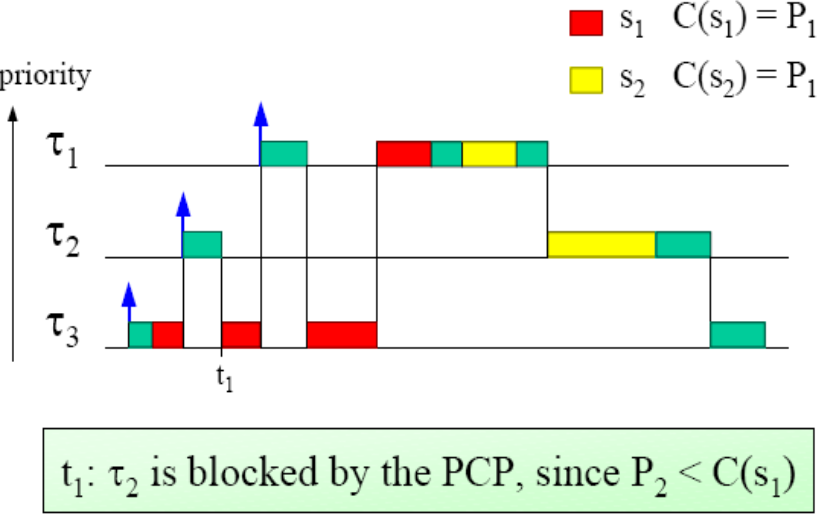 s₁ C(s₁) = P₁
s₂ C(s₂) = P₁
priority
τ₁
τ₂
τ₃
t₁
t₁: τ₂ is blocked by the PCP, since P₂ < C(s₁)